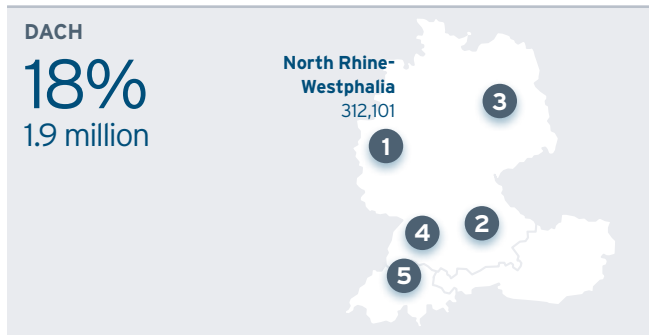 DACH
18%
1.9 million
North Rhine-
Westphalia
312,101
1
2
3
4
5